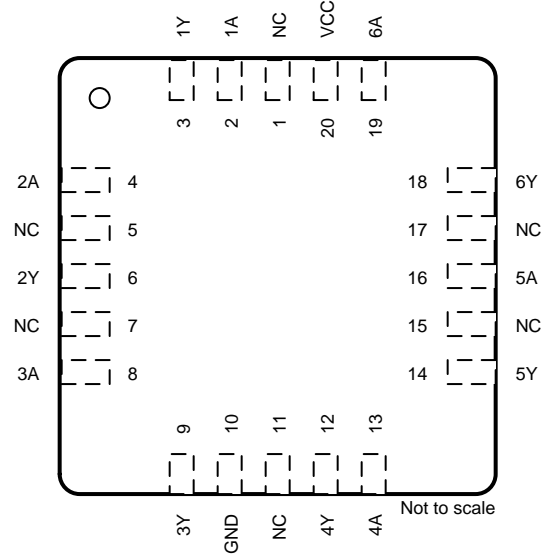 1Y 1A NC VCC 6A
3 2 1 20 19
2A 4 18 6Y
NC 5 17 NC
2Y 6 16 5A
NC 7 15 NC
3A 8 14 5Y
9 10 11 12 13
3Y GND NC 4Y 4A
Not to scale